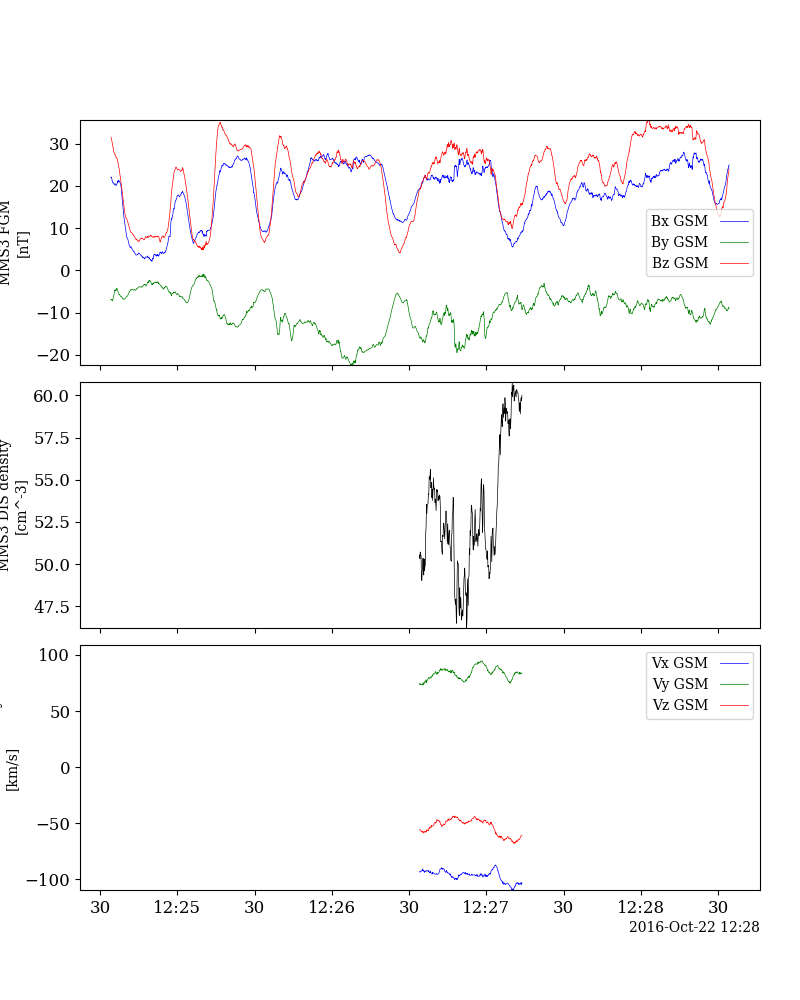 MMS3 FGM
[nT]
30
20
10
0
−10
−20
Bx GSM
By GSM
Bz GSM
MMS3 DIS density
[cm^-3]
60.0
57.5
55.0
52.5
50.0
47.5
[km/s]
100
50
0
−50
−100
Vx GSM
Vy GSM
Vz GSM
30 12:25 30 12:26 30 12:27 30 12:28 30
2016-Oct-22 12:28